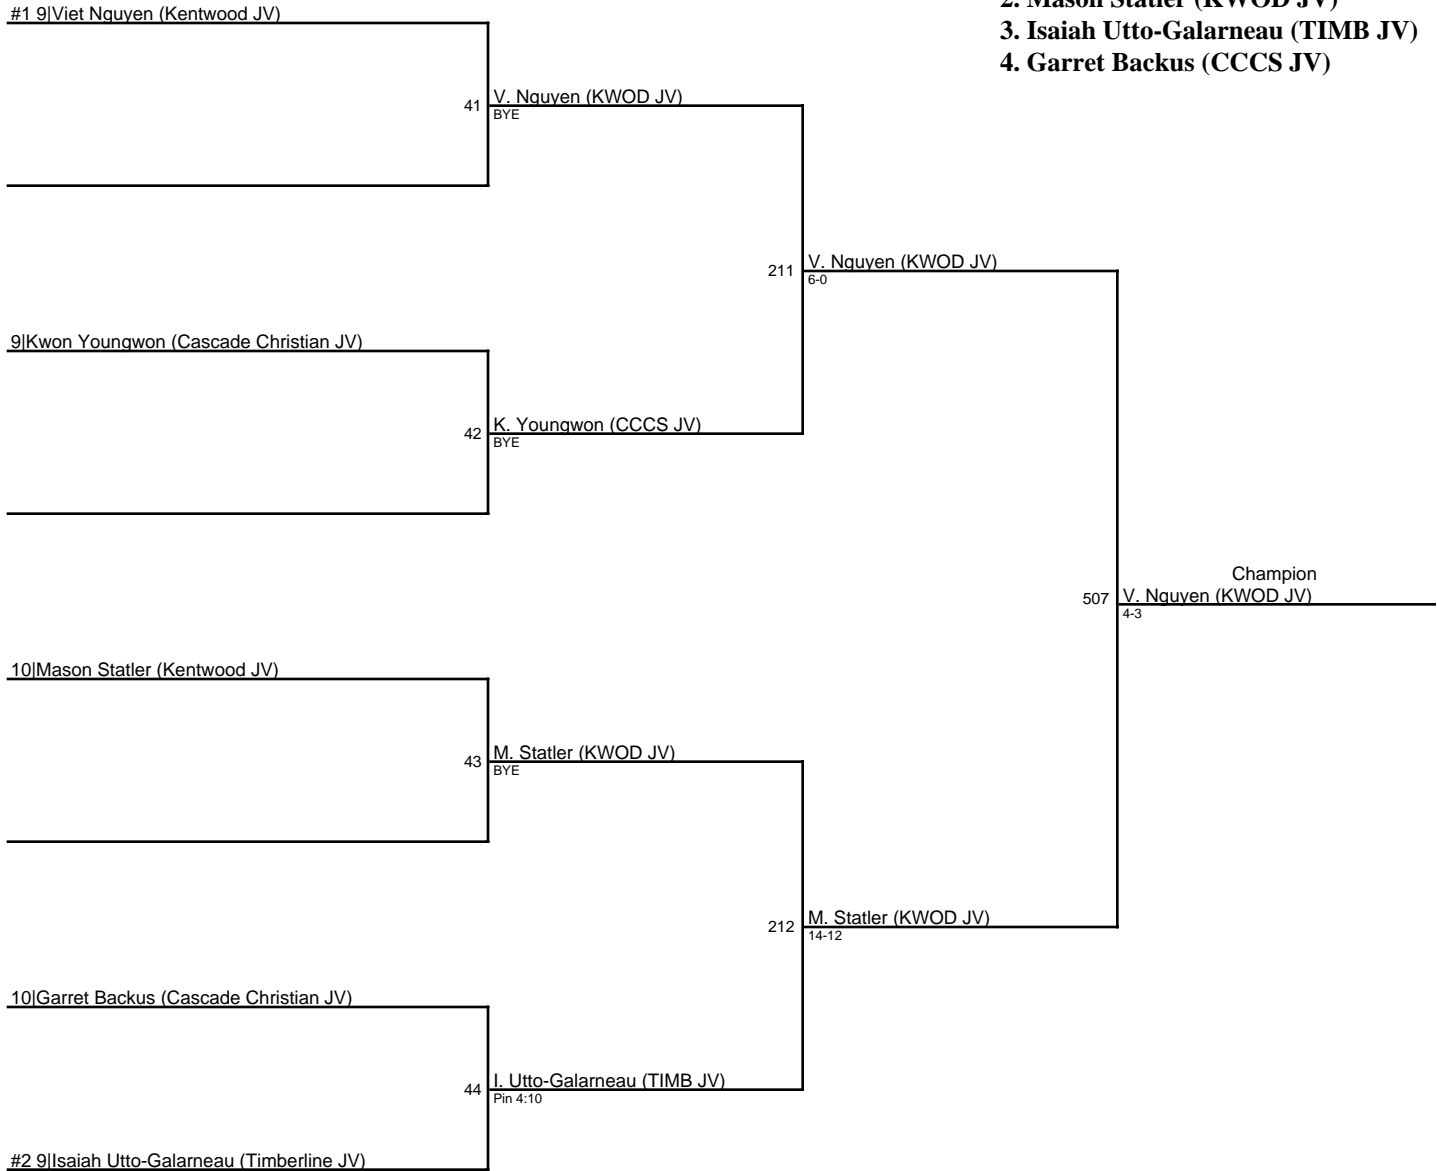 #1 9|Viet Nguyen (Kentwood JV)
2. Mason Statler (KWOD JV)
3. Isaiah Utto-Galarneau (TIMB JV)
4. Garret Backus (CCCS JV)
41 V. Nguyen (KWOD JV)
BYE
211 V. Nguyen (KWOD JV)
6-0
9|Kwon Youngwon (Cascade Christian JV)
42 K. Youngwon (CCCS JV)
BYE
Champion
507 V. Nguyen (KWOD JV)
4-3
10|Mason Statler (Kentwood JV)
43 M. Statler (KWOD JV)
BYE
212 M. Statler (KWOD JV)
14-12
10|Garret Backus (Cascade Christian JV)
44 I. Utto-Galarneau (TIMB JV)
Pin 4:10
#2 9|Isaiah Utto-Galarneau (Timberline JV)